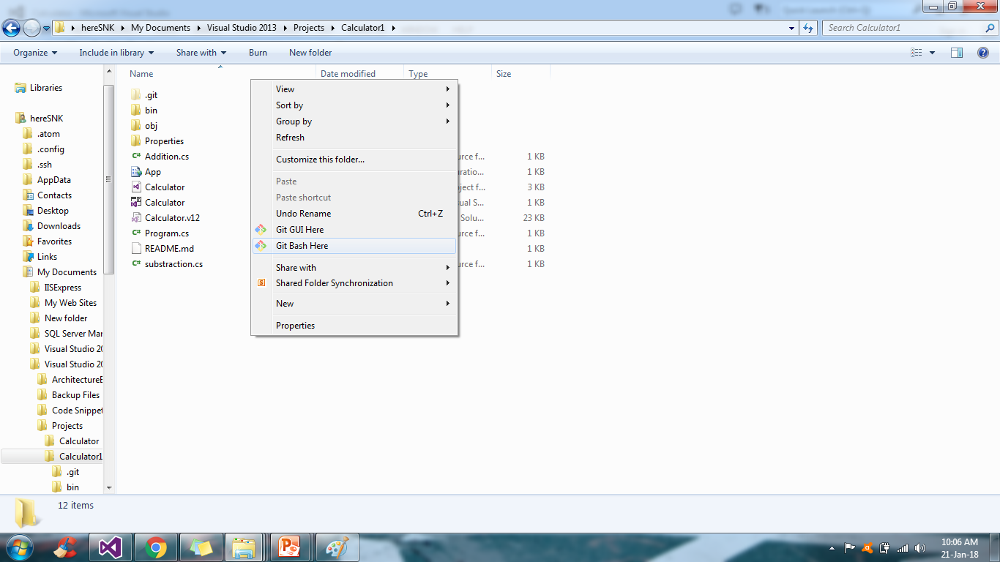 hereSNK My Documents Visual Studio 2013 Projects Calculator1 Search Calculator1
Organize Include in library Share with Burn New folder
Name Date modified Type Size
Libraries
hereSNK
.atom
.config
.ssh
AppData
Contacts
Desktop
Downloads
Favorites
Links
My Documents
IISExpress
My Web Sites
New folder
SQL Server Mar
Visual Studio 20
Visual Studio 20
ArchitectureE
Backup Files
Code Snippet
Projects
Calculator
Calculator1
.git
bin
.git
bin
obj
Properties
Addition.cs urce f... 1 KB
App uratio... 1 KB
Calculator ject f... 3 KB
Calculator ual S... 1 KB
Calculator.v12 Solu... 23 KB
Program.cs urce f... 1 KB
README.md 1 KB
substraction.cs urce f... 1 KB
View
Sort by
Group by
Refresh
Customize this folder...
Paste
Paste shortcut
Undo Rename Ctrl+Z
Git GUI Here
Git Bash Here
Share with
Shared Folder Synchronization
New
Properties
12 items
10:06 AM
21-Jan-18